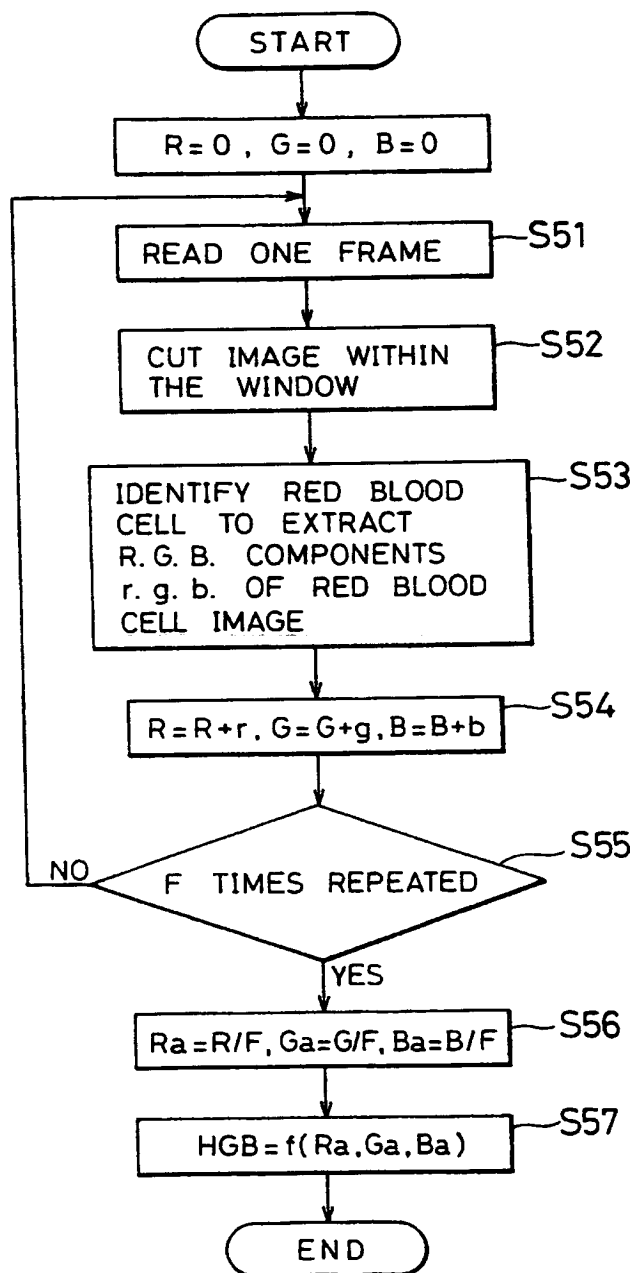 START
R=0, G=0, B=0
READ ONE FRAME
S51
CUT IMAGE WITHIN
THE WINDOW
S52
IDENTIFY RED BLOOD
CELL TO EXTRACT
R.G.B. COMPONENTS
r.g.b. OF RED BLOOD
CELL IMAGE
S53
R=R+r, G=G+g, B=B+b
S54
F TIMES REPEATED
S55
NO
YES
Ra=R/F, Ga=G/F, Ba=B/F
S56
HGB=f(Ra,Ga,Ba)
S57
END